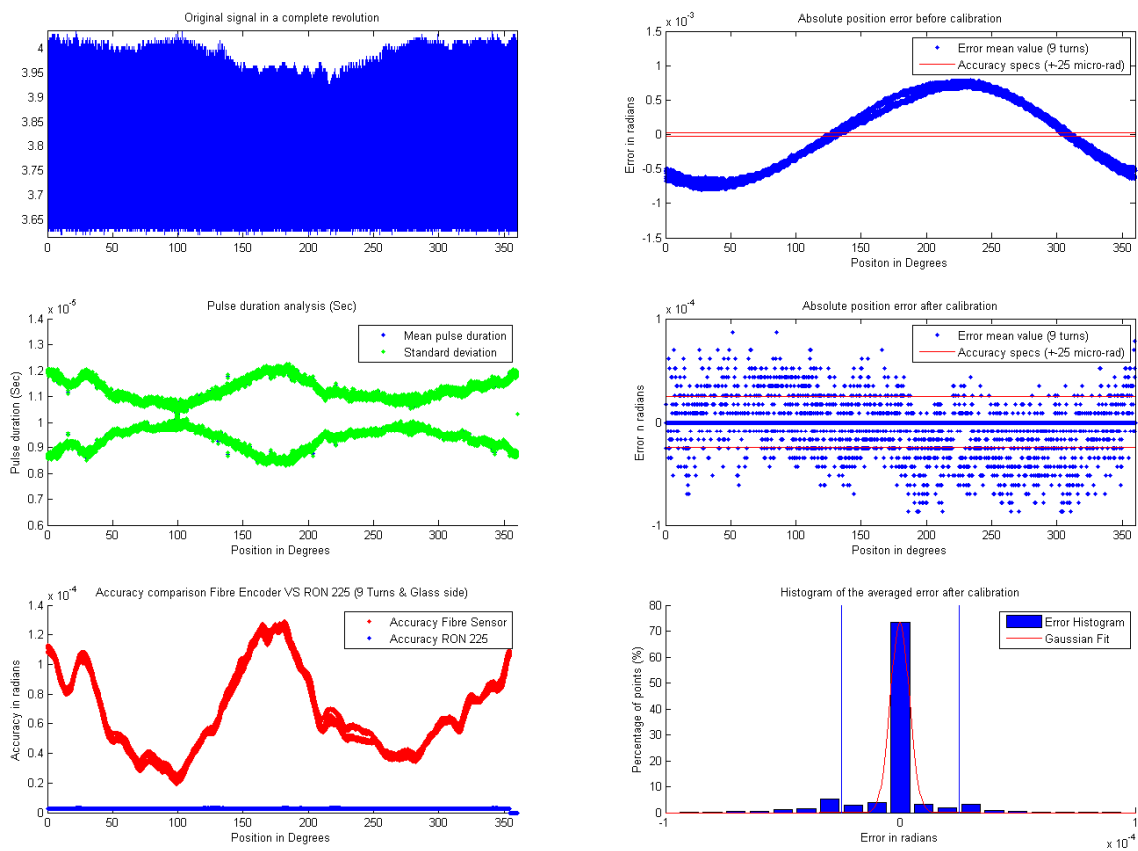 Original signal in a complete revolution
4
3.95
3.9
3.85
3.8
3.75
3.7
3.65
0 50 100 150 200 250 300 350
Positon in Degrees
Absolute position error before calibration
x 10^-3
Error mean value (9 turns)
Accuracy specs (+-25 micro-rad)
Error in radians
1.5
1
0.5
0
-0.5
-1
-1.5
0 50 100 150 200 250 300 350
Positon in Degrees
Pulse duration analysis (Sec)
x 10^-5
Mean pulse duration
Standard deviation
Pulse duration (Sec)
1.4
1.3
1.2
1.1
1
0.9
0.8
0.7
0.6
0 50 100 150 200 250 300 350
Positon in Degrees
Absolute position error after calibration
x 10^-4
Error mean value (9 turns)
Accuracy specs (+-25 micro-rad)
Error n radians
1
0
-1
0 50 100 150 200 250 300 350
Positon in degrees
Accuracy comparison Fibre Encoder VS RON 225 (9 Turns & Glass side)
x 10^-4
Accuracy Fibre Sensor
Accuracy RON 225
Accuracy in radians
1.4
1.2
1
0.8
0.6
0.4
0.2
0
0 50 100 150 200 250 300 350
Position in Degrees
Histogram of the averaged error after calibration
Error Histogram
Gaussian Fit
Percentage of points (%)
80
70
60
50
40
30
20
10
0
-1 0 1
Error in radians
x 10^-4